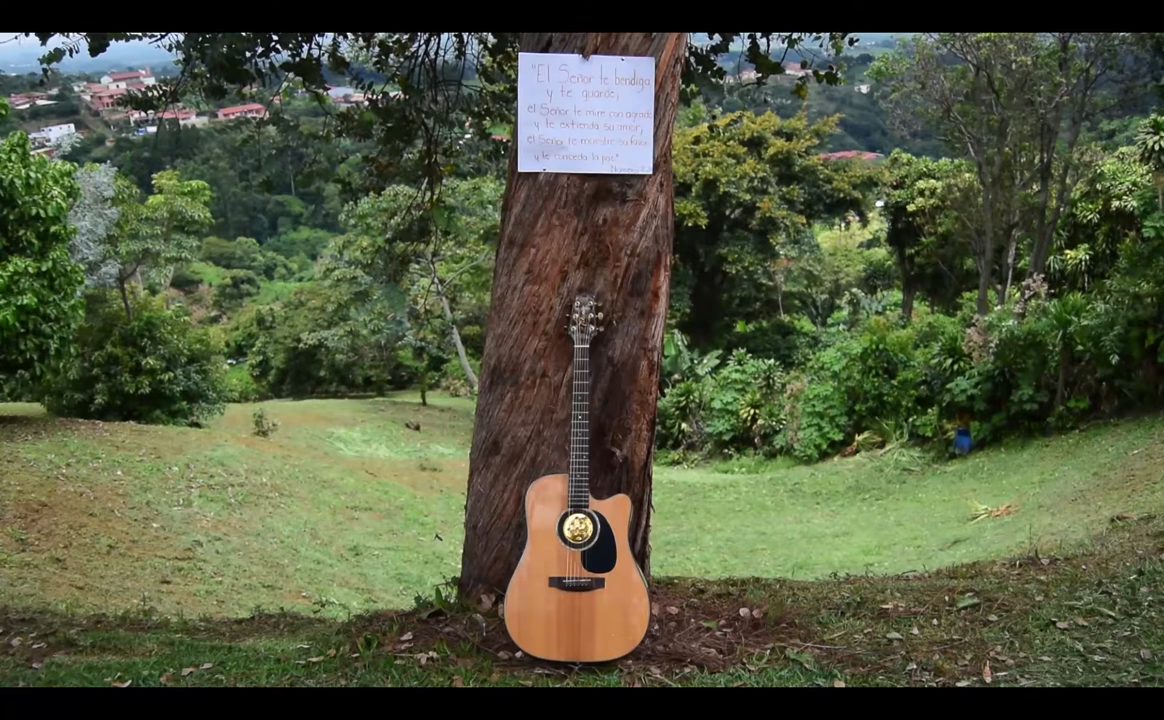 "El Señor te bendiga
y te guarde;
el Señor te mire con agrado
y te extienda su amor;
el Señor te muestre su favor
y te conceda la paz"